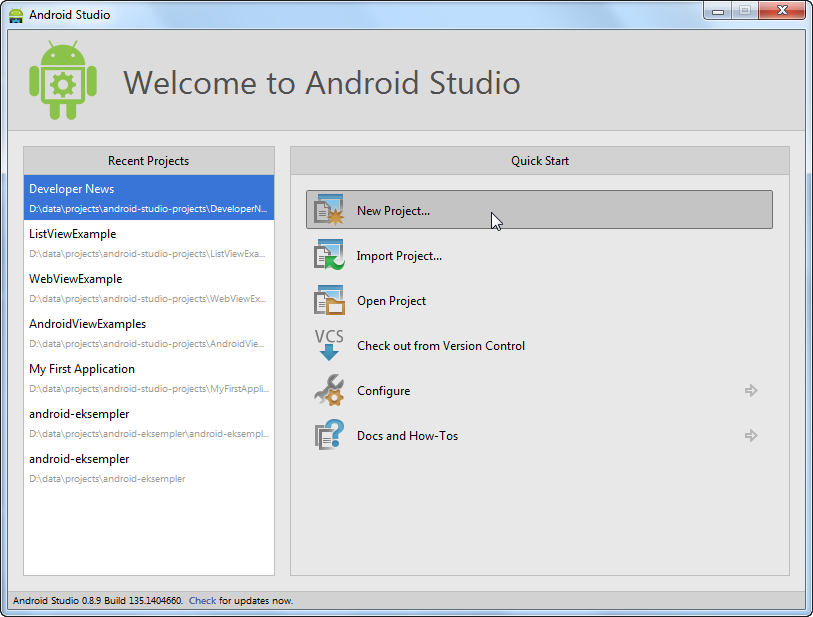 Android Studio
Welcome to Android Studio
Recent Projects
Developer News
D:\data\projects\android-studio-projects\DeveloperN...
ListViewExample
D:\data\projects\android-studio-projects\ListViewExa...
WebViewExample
D:\data\projects\android-studio-projects\WebViewEx...
AndroidViewExamples
D:\data\projects\android-studio-projects\AndroidVie...
My First Application
D:\data\projects\android-studio-projects\MyFirstAppli...
android-eksempler
D:\data\projects\android-eksempler\android-eksempl...
android-eksempler
D:\data\projects\android-eksempler
Quick Start
New Project...
Import Project...
Open Project
VCS
Check out from Version Control
Configure
Docs and How-Tos
Android Studio 0.8.9 Build 135.1404660. Check for updates now.